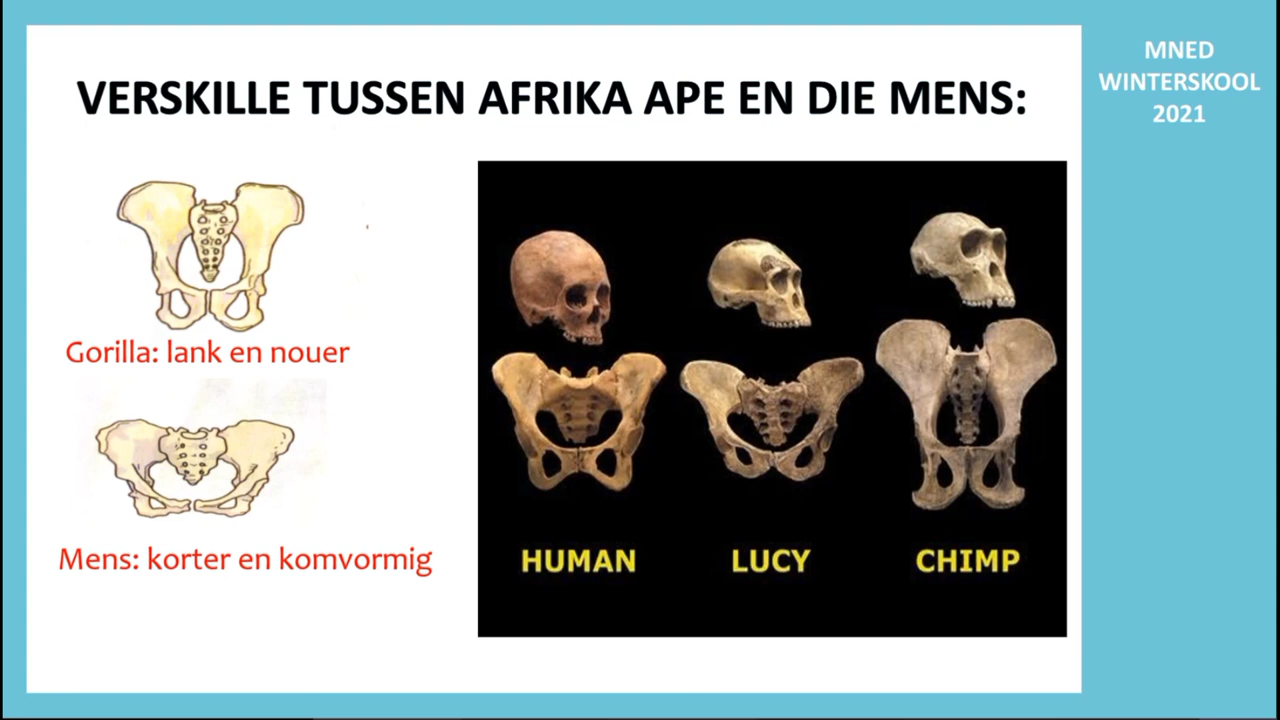 VERSKILLE TUSSEN AFRIKA APE EN DIE MENS:
MNED
WINTERSKOOL
2021
Gorilla: lank en nouer
Mens: korter en komvormig
HUMAN LUCY CHIMP